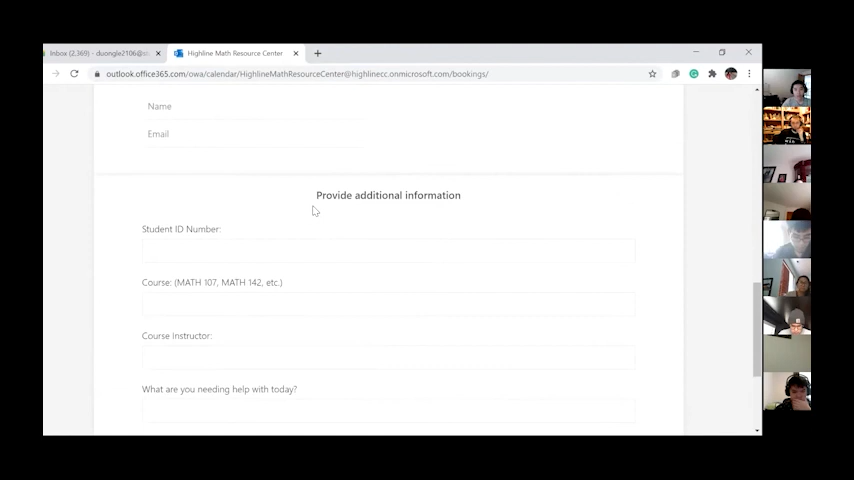 Inbox (2,369) - duongle2106@st
Highline Math Resource Center
outlook.office365.com/owa/calendar/HighlineMathResourceCenter@highlinecc.onmicrosoft.com/bookings/
Name
Email
Provide additional information
Student ID Number:
Course: (MATH 107, MATH 142, etc.)
Course Instructor:
What are you needing help with today?